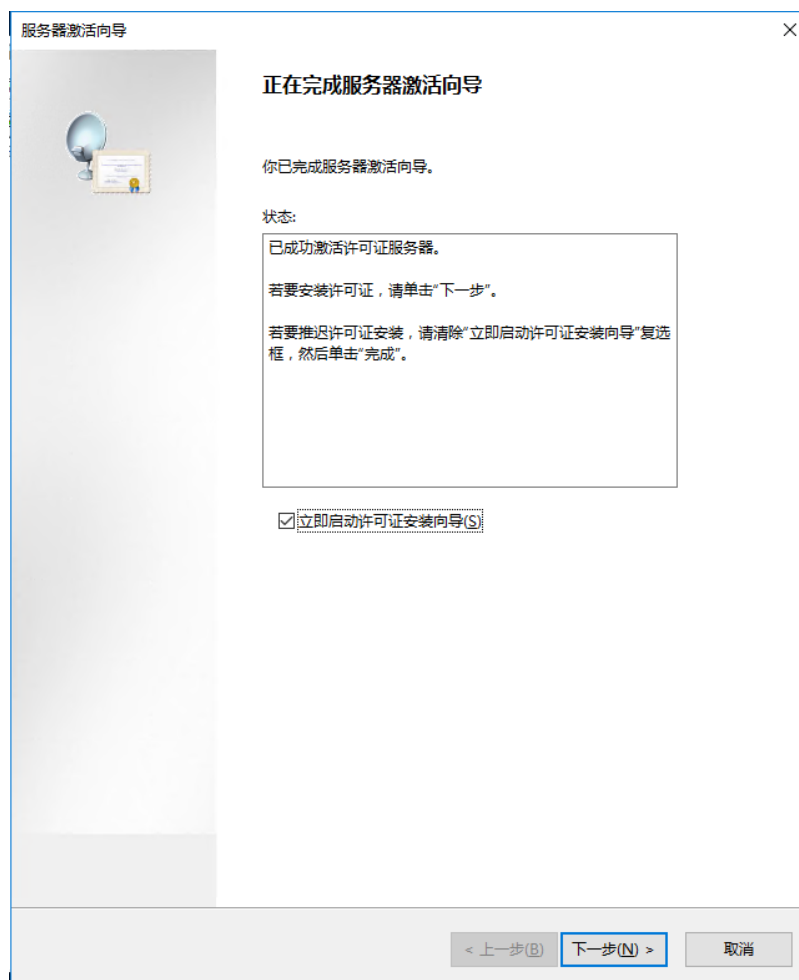 服务器激活向导
正在完成服务器激活向导
你已完成服务器激活向导。
状态:
已成功激活许可证服务器。
若要安装许可证，请单击“下一步”。
若要推迟许可证安装，请清除“立即启动许可证安装向导”复选
框，然后单击“完成”。
立即启动许可证安装向导(S)
< 上一步(B) 下一步(N) > 取消